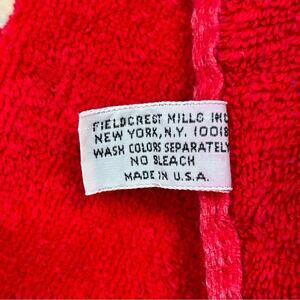 FIELDCREST MILLS INC
NEW YORK, N.Y. 10018
WASH COLORS SEPARATELY
NO BLEACH
MADE IN U.S.A.